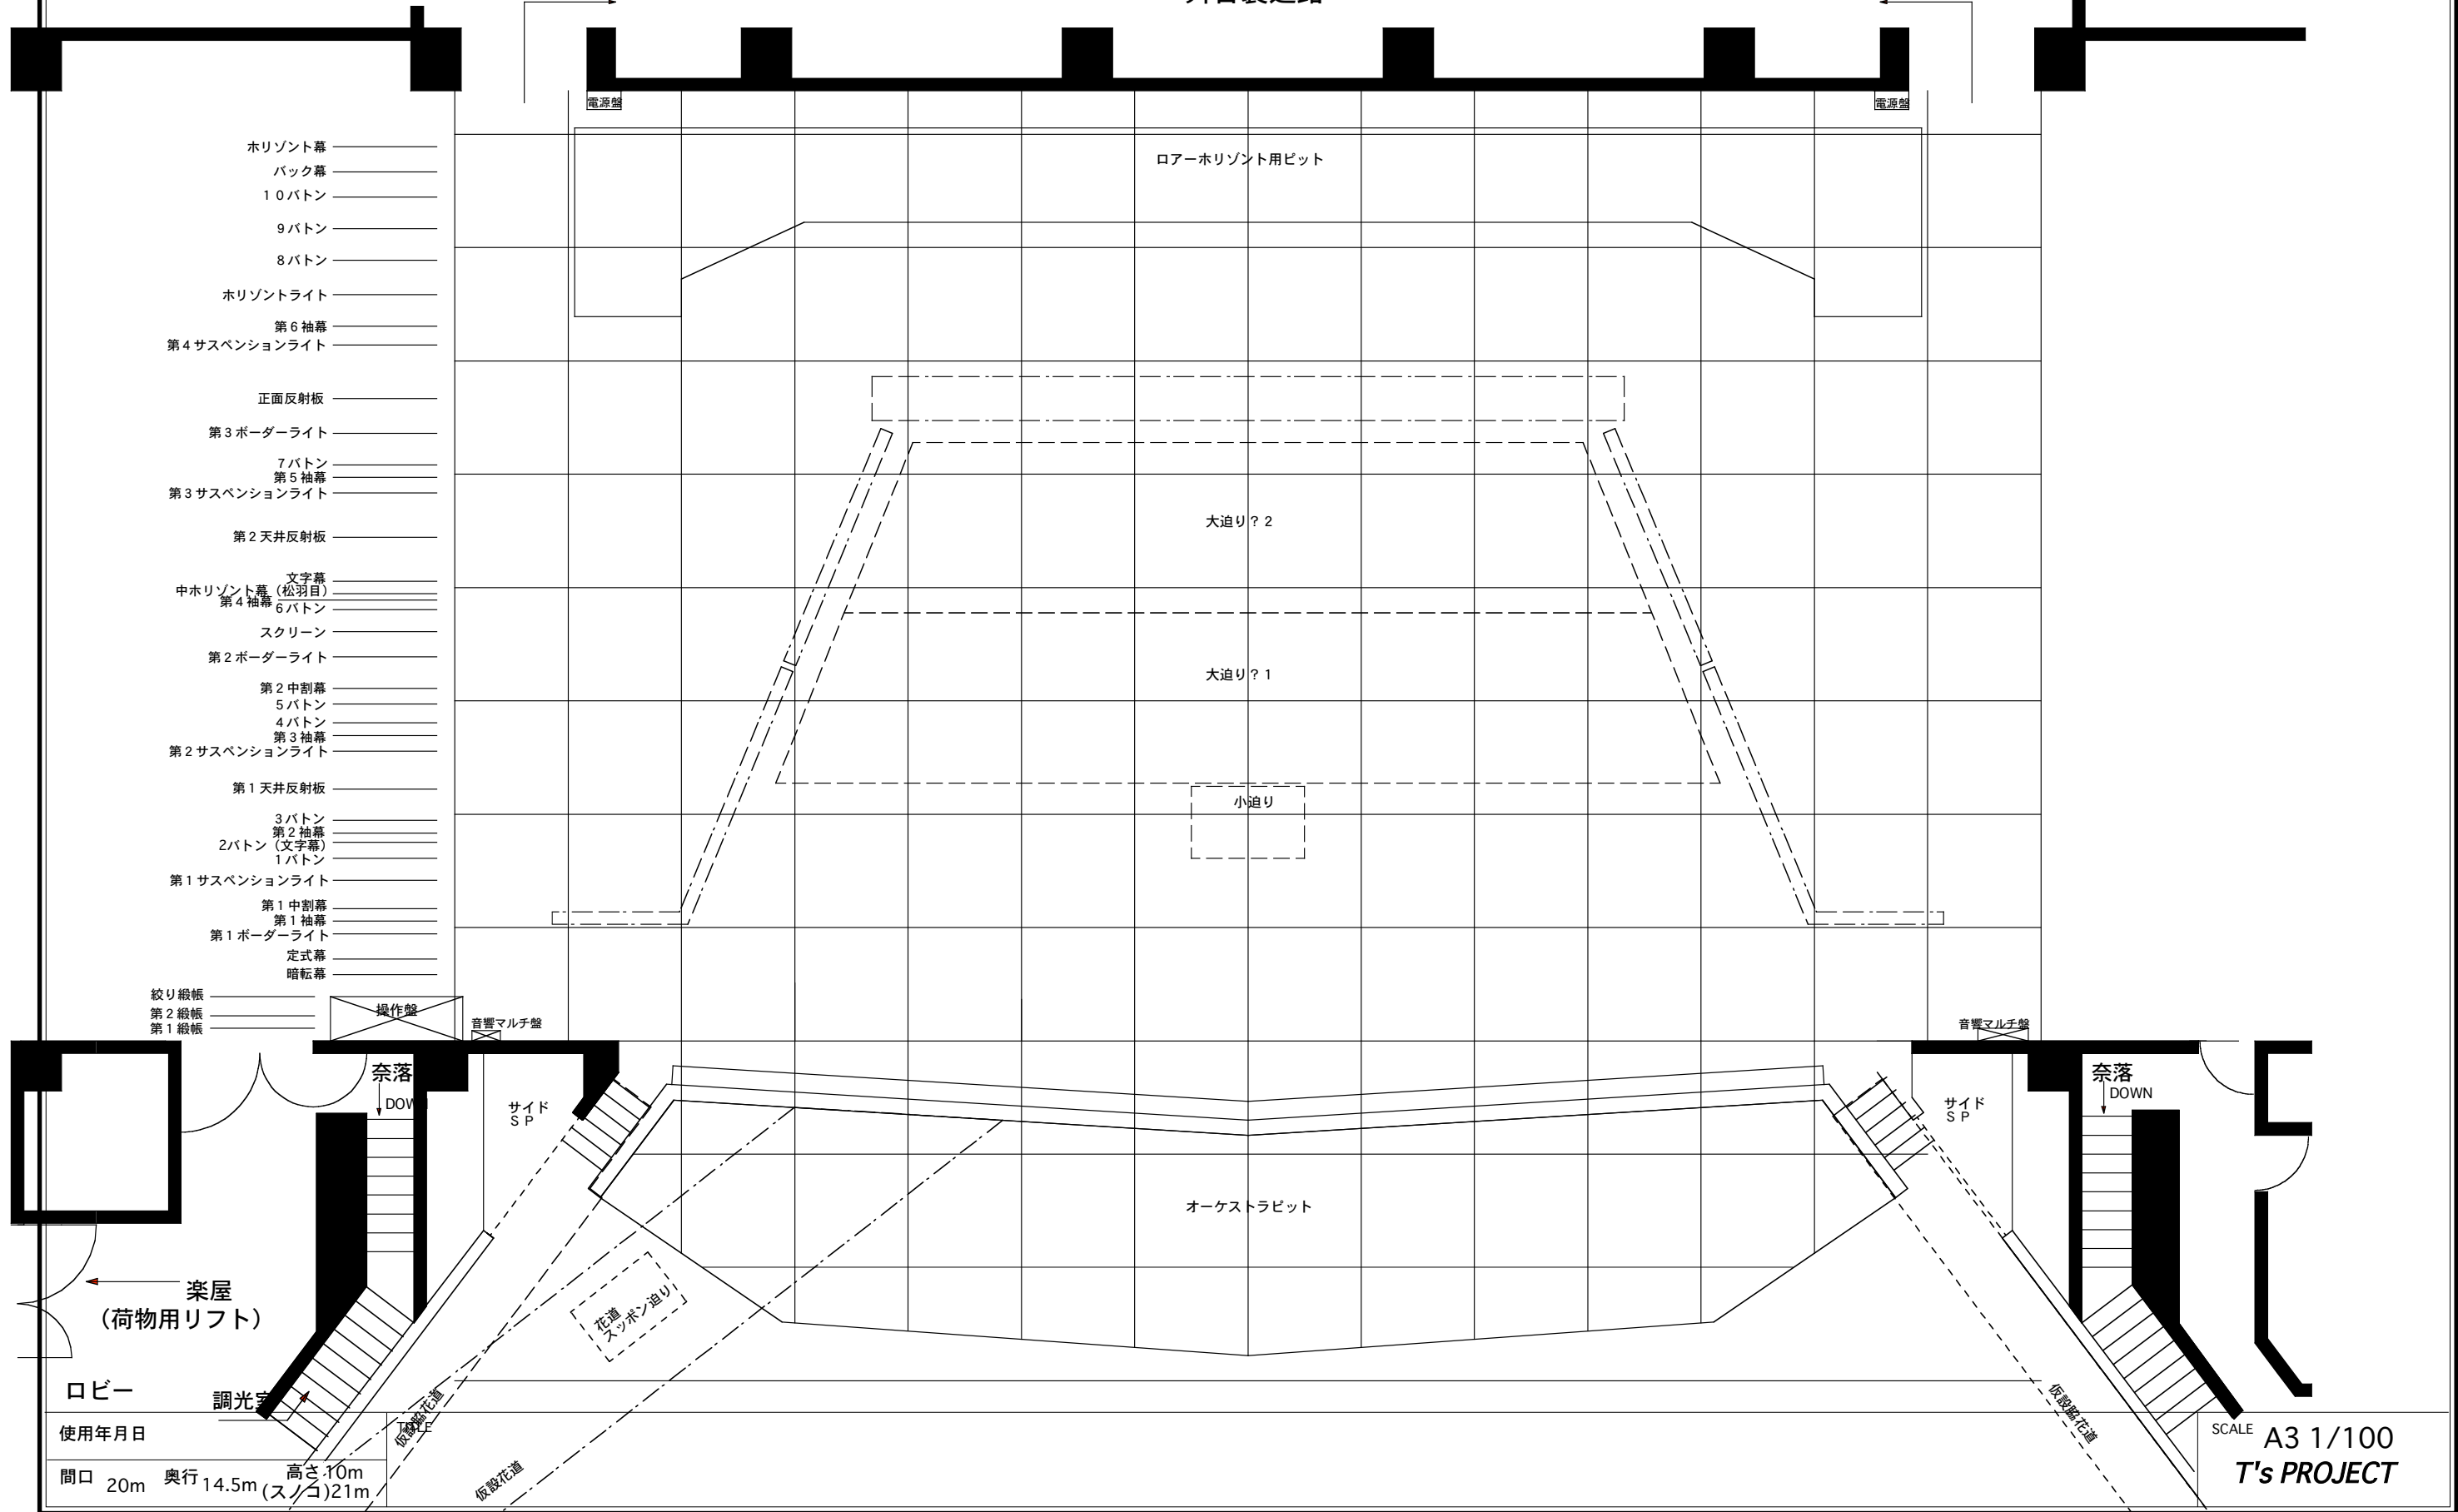 電源盤
電源盤
ロアーホリゾント用ピット
ホリゾント幕
バック幕
１０バトン
９バトン
８バトン
ホリゾントライト
第６袖幕
第４サスペンションライト
正面反射板
第３ボーダーライト
７バトン
第５袖幕
第３サスペンションライト
第２天井反射板
文字幕
中ホリゾント幕（松羽目）
第４袖幕
６バトン
スクリーン
第２ボーダーライト
第２中割幕
５バトン
４バトン
第３袖幕
第２サスペンションライト
第１天井反射板
３バトン
第２袖幕
2バトン（文字幕）
１バトン
第１サスペンションライト
第１中割幕
第１袖幕
第１ボーダーライト
定式幕
暗転幕
絞り緞帳
第２緞帳
第１緞帳
大迫り？２
大迫り？１
小迫り
操作盤
音響マルチ盤
音響マルチ盤
奈落
DOWN
サイド
ＳＰ
奈落
DOWN
サイド
ＳＰ
オーケストラピット
花道
スッポン迫り
楽屋
（荷物用リフト）
ロビー
調光室
仮設脇花道
仮設花道
仮設脇花道
使用年月日
TITLE
間口 20m 奥行 14.5m 高さ 10m
(スノコ)21m
SCALE A3 1/100
T's PROJECT